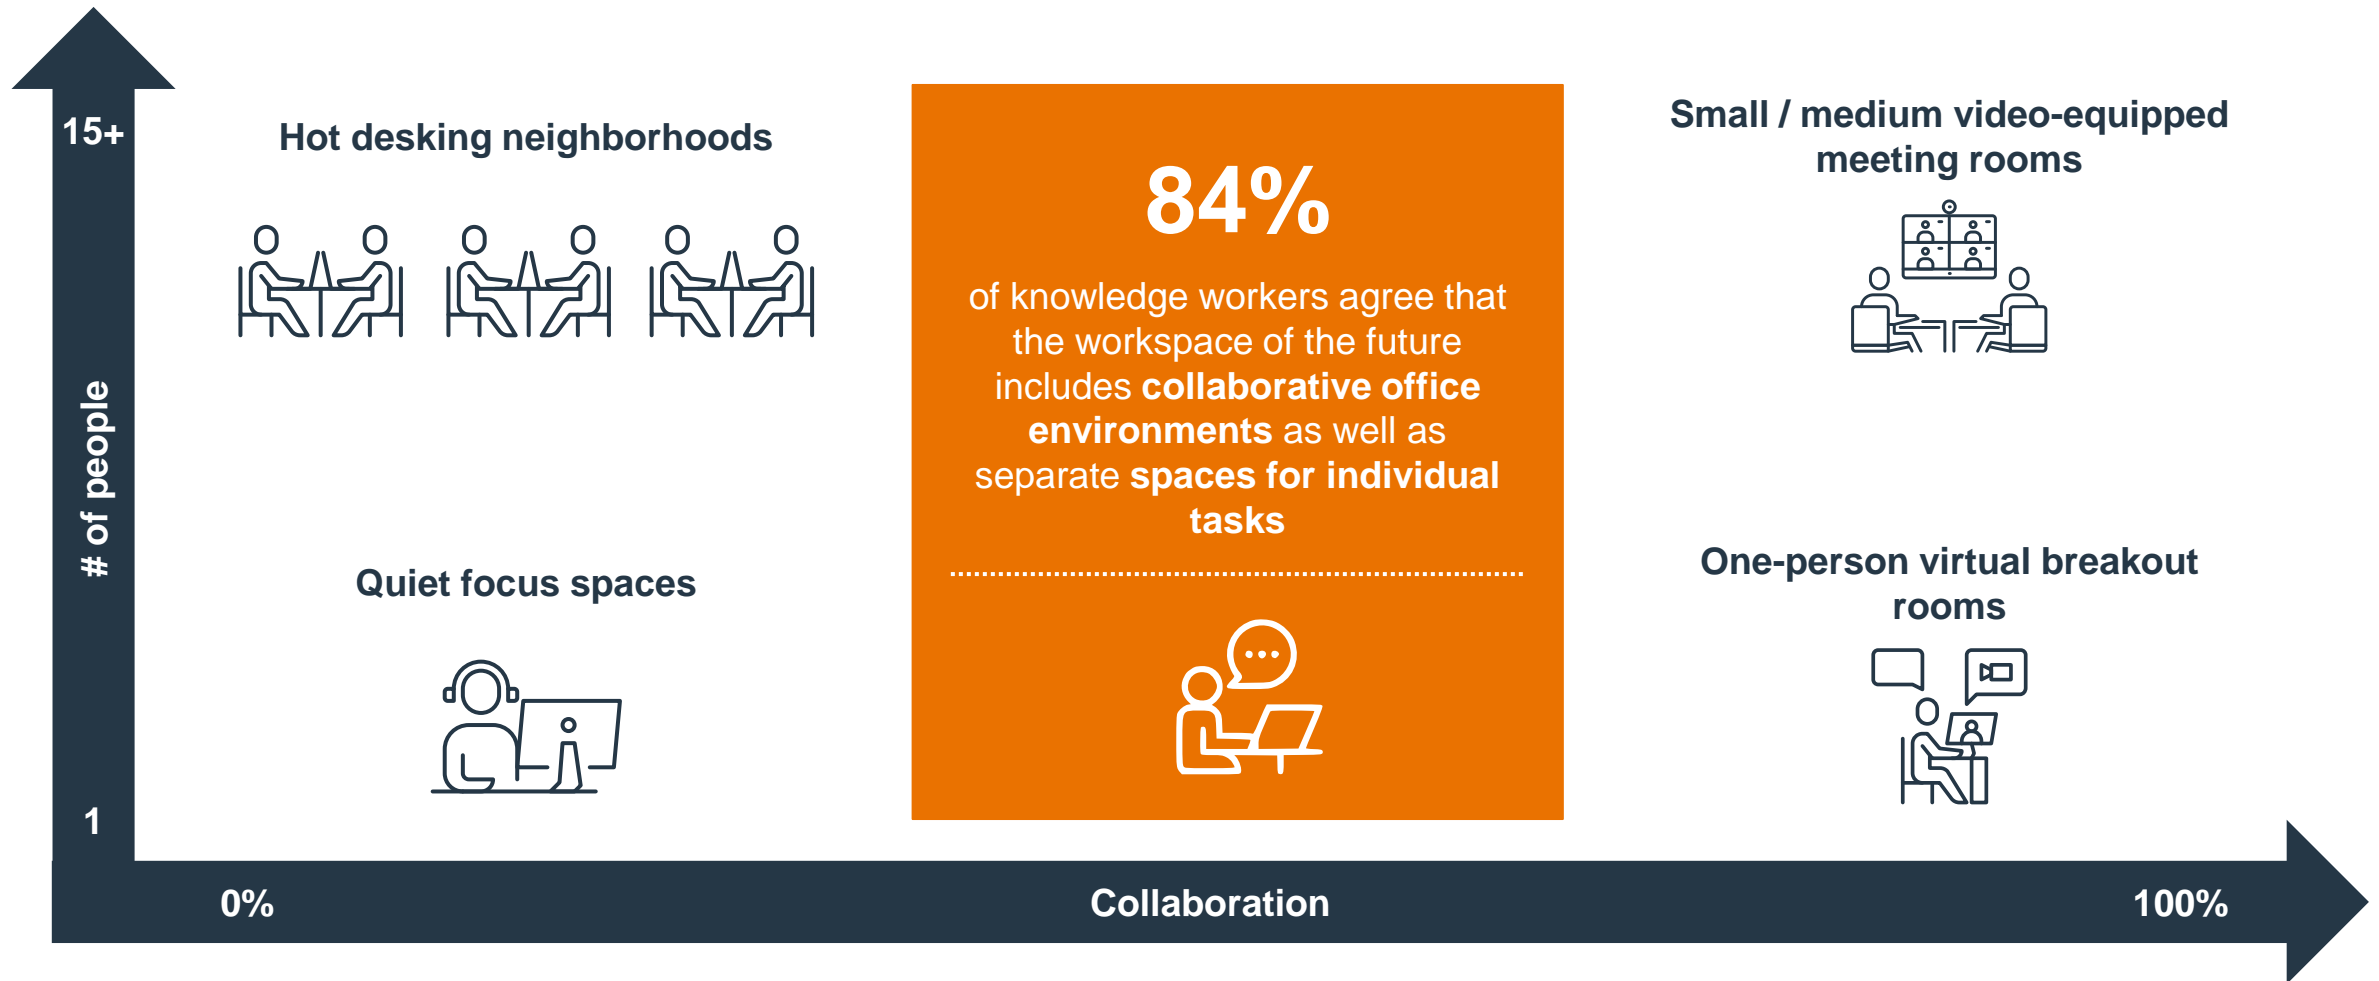 15+
# of people
1
Hot desking neighborhoods
Quiet focus spaces
84%
of knowledge workers agree that
the workspace of the future
includes collaborative office
environments as well as
separate spaces for individual
tasks
Small / medium video-equipped
meeting rooms
One-person virtual breakout
rooms
0%
Collaboration
100%